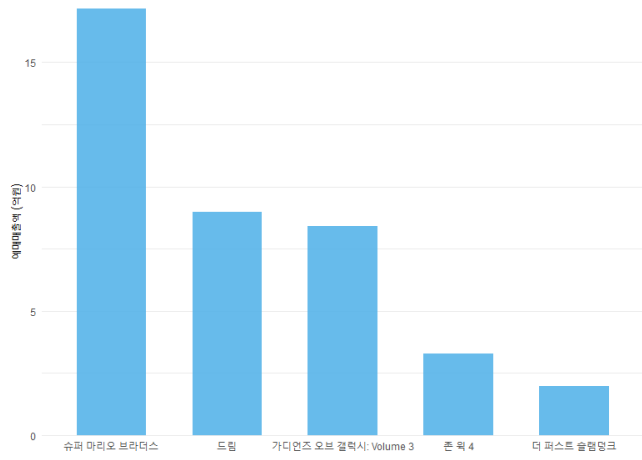 15
10
5
0
예매매출액 (억원)
슈퍼 마리오 브라더스
드림
가디언즈 오브 갤럭시: Volume 3
존 윅 4
더 퍼스트 슬램덩크